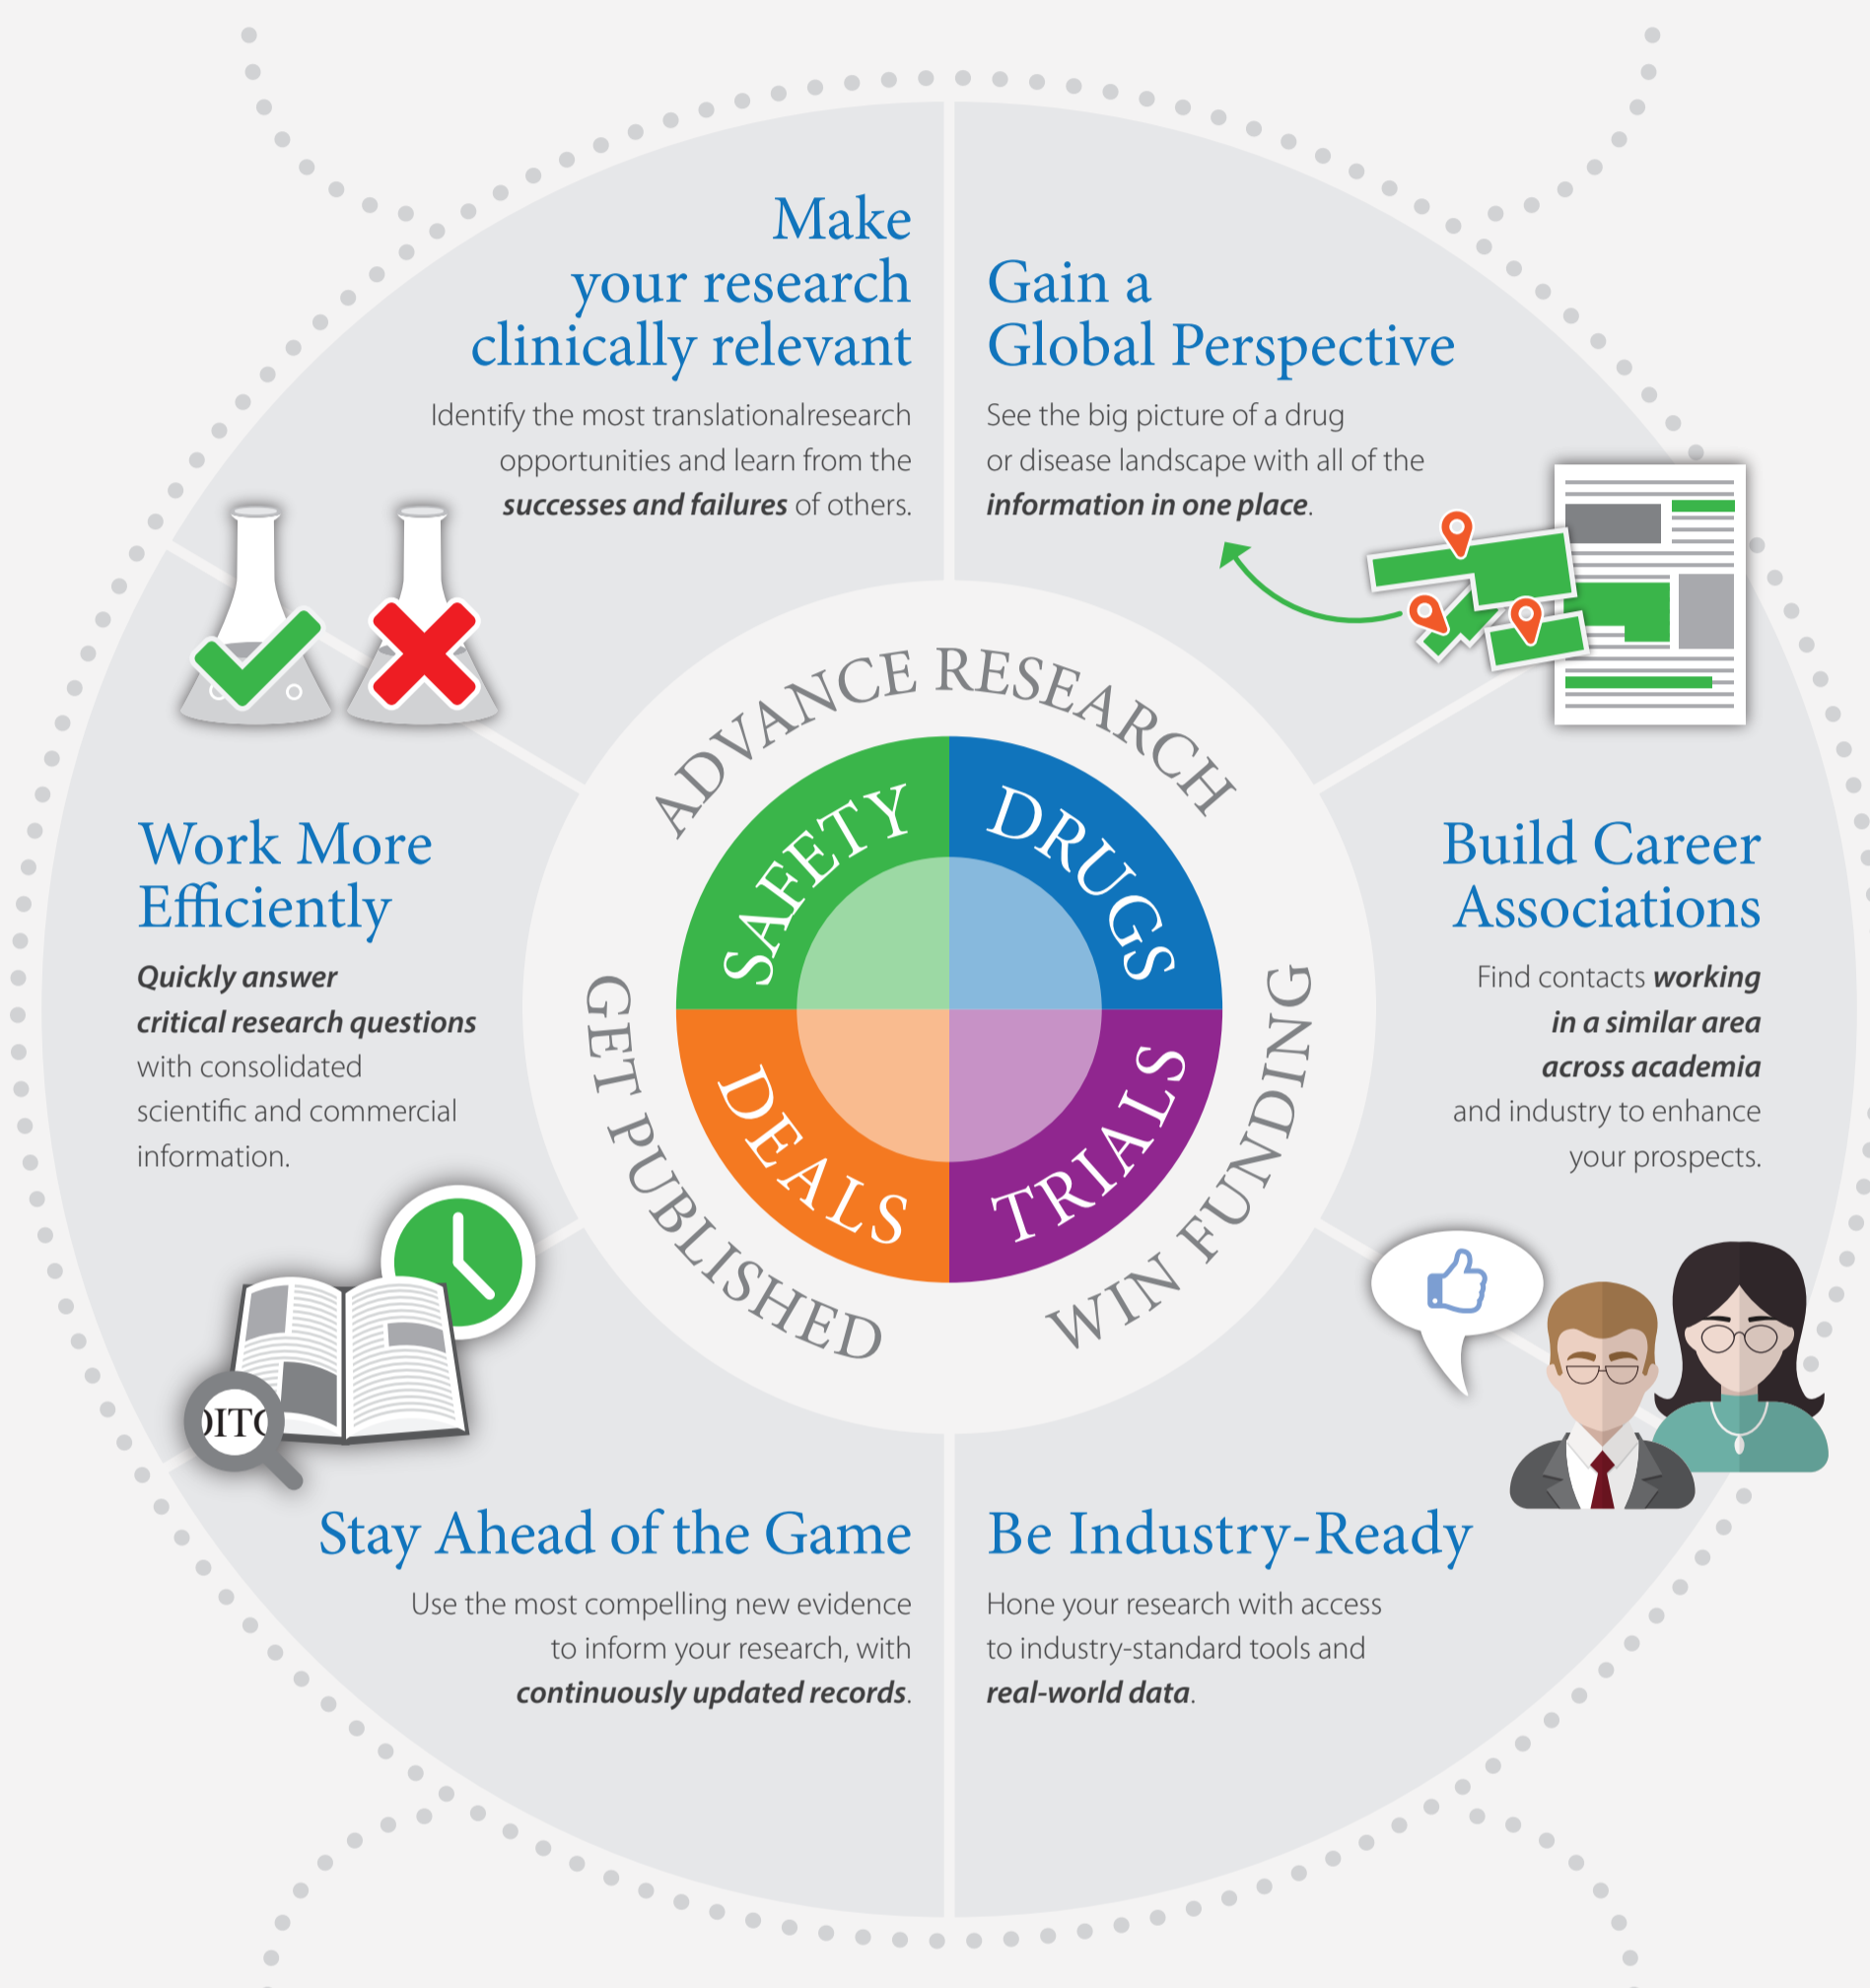 Make
your research
clinically relevant
Identify the most translationalresearch
opportunities and learn from the
successes and failures of others.
Gain a
Global Perspective
See the big picture of a drug
or disease landscape with all of the
information in one place.
Work More
Efficiently
Quickly answer
critical research questions
with consolidated
scientific and commercial
information.
ADVANCE RESEARCH
GET PUBLISHED
WIN FUNDING
SAFETY
DRUGS
DEALS
TRIALS
Build Career
Associations
Find contacts working
in a similar area
across academia
and industry to enhance
your prospects.
Stay Ahead of the Game
Use the most compelling new evidence
to inform your research, with
continuously updated records.
Be Industry-Ready
Hone your research with access
to industry-standard tools and
real-world data.